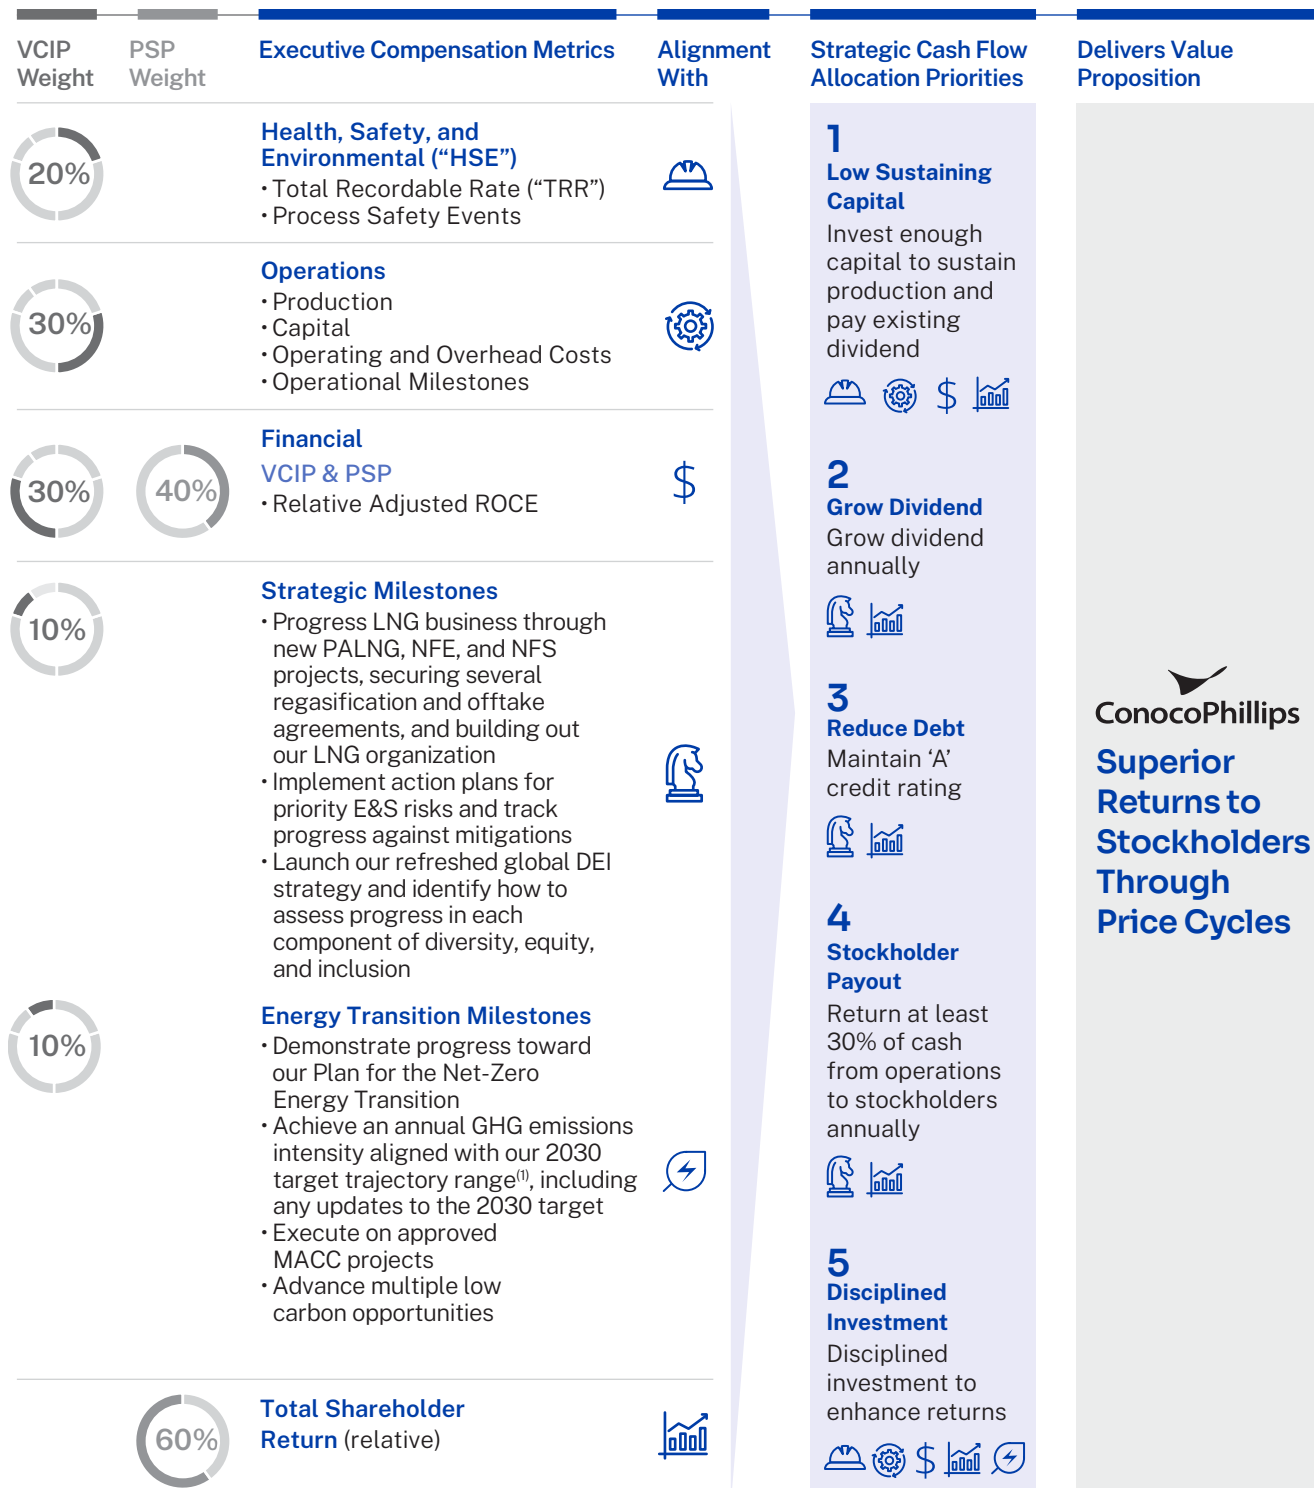 VCIP
Weight
PSP
Weight
Executive Compensation Metrics
Alignment
With
Strategic Cash Flow
Allocation Priorities
Delivers Value
Proposition
20%
Health, Safety, and
Environmental (“HSE”)
• Total Recordable Rate (“TRR”)
• Process Safety Events
30%
Operations
• Production
• Capital
• Operating and Overhead Costs
• Operational Milestones
30%
40%
Financial
VCIP & PSP
• Relative Adjusted ROCE
$
10%
Strategic Milestones
• Progress LNG business through
new PALNG, NFE, and NFS
projects, securing several
regasification and offtake
agreements, and building out
our LNG organization
• Implement action plans for
priority E&S risks and track
progress against mitigations
• Launch our refreshed global DEI
strategy and identify how to
assess progress in each
component of diversity, equity,
and inclusion
10%
Energy Transition Milestones
• Demonstrate progress toward
our Plan for the Net-Zero
Energy Transition
• Achieve an annual GHG emissions
intensity aligned with our 2030
target trajectory range(1), including
any updates to the 2030 target
• Execute on approved
MACC projects
• Advance multiple low
carbon opportunities
60%
Total Shareholder
Return (relative)
1
Low Sustaining
Capital
Invest enough
capital to sustain
production and
pay existing
dividend
$
2
Grow Dividend
Grow dividend
annually
3
Reduce Debt
Maintain ‘A’
credit rating
4
Stockholder
Payout
Return at least
30% of cash
from operations
to stockholders
annually
5
Disciplined
Investment
Disciplined
investment to
enhance returns
$
ConocoPhillips
Superior
Returns to
Stockholders
Through
Price Cycles